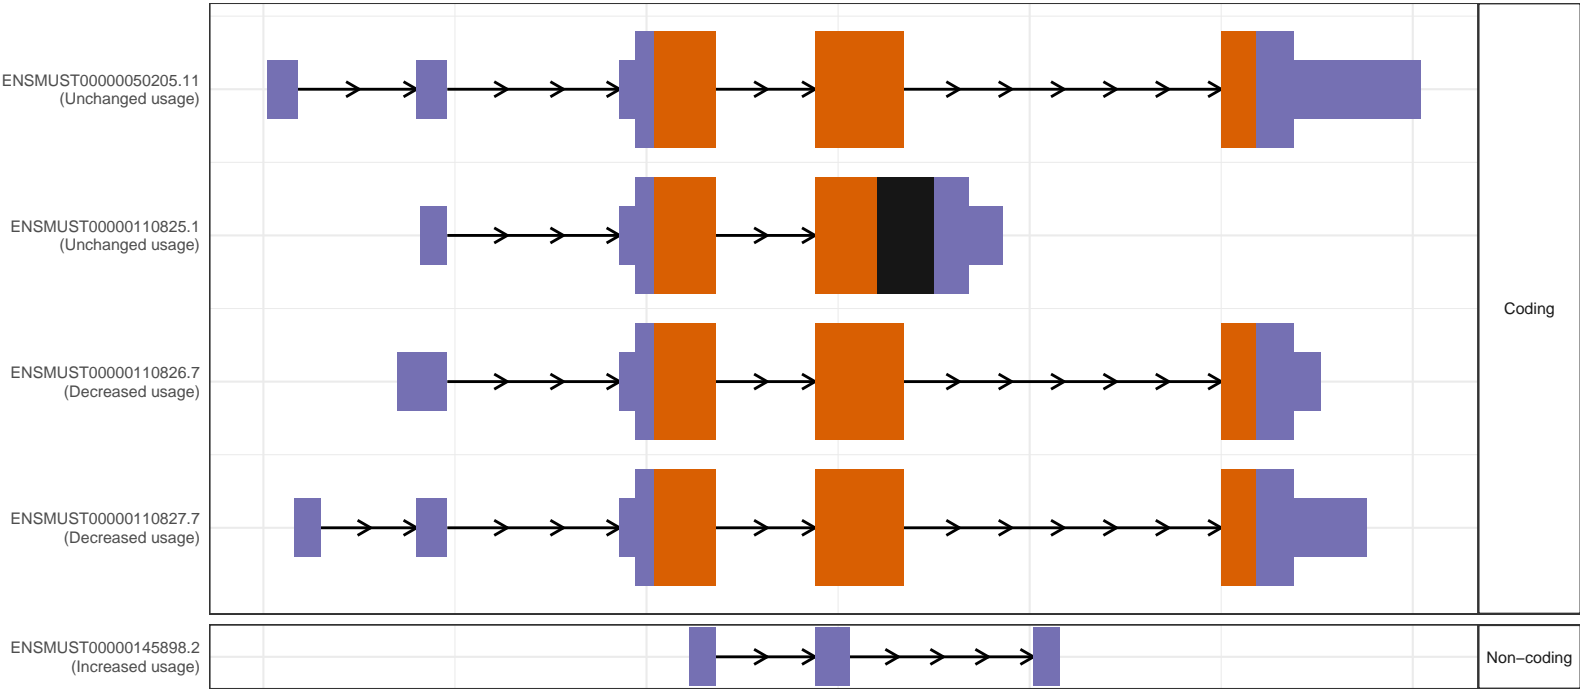 ENSMUST00000050205.11
(Unchanged usage)
ENSMUST00000110825.1
(Unchanged usage)
ENSMUST00000110826.7
(Decreased usage)
ENSMUST00000110827.7
(Decreased usage)
Coding
ENSMUST00000145898.2
(Increased usage)
Non−coding